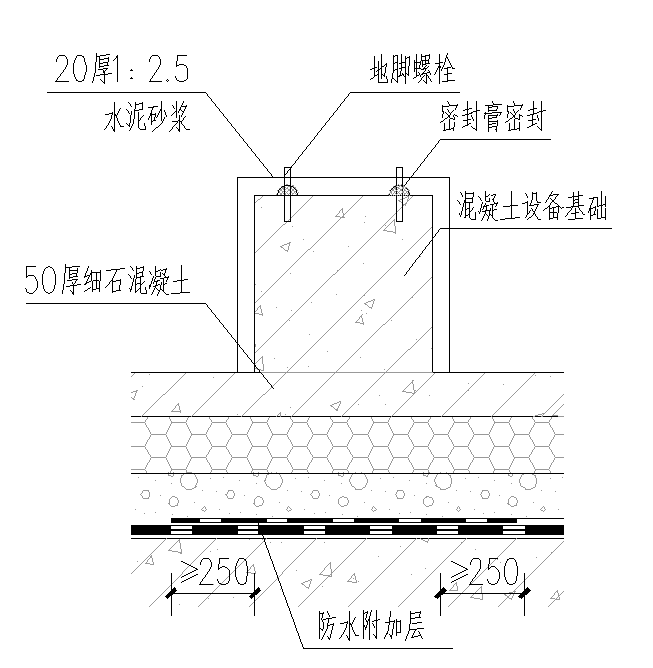 20厚1：2.5
水泥砂浆
地脚螺栓
密封膏密封
混凝土设备基础
50厚细石混凝土
≥250
≥250
防水附加层